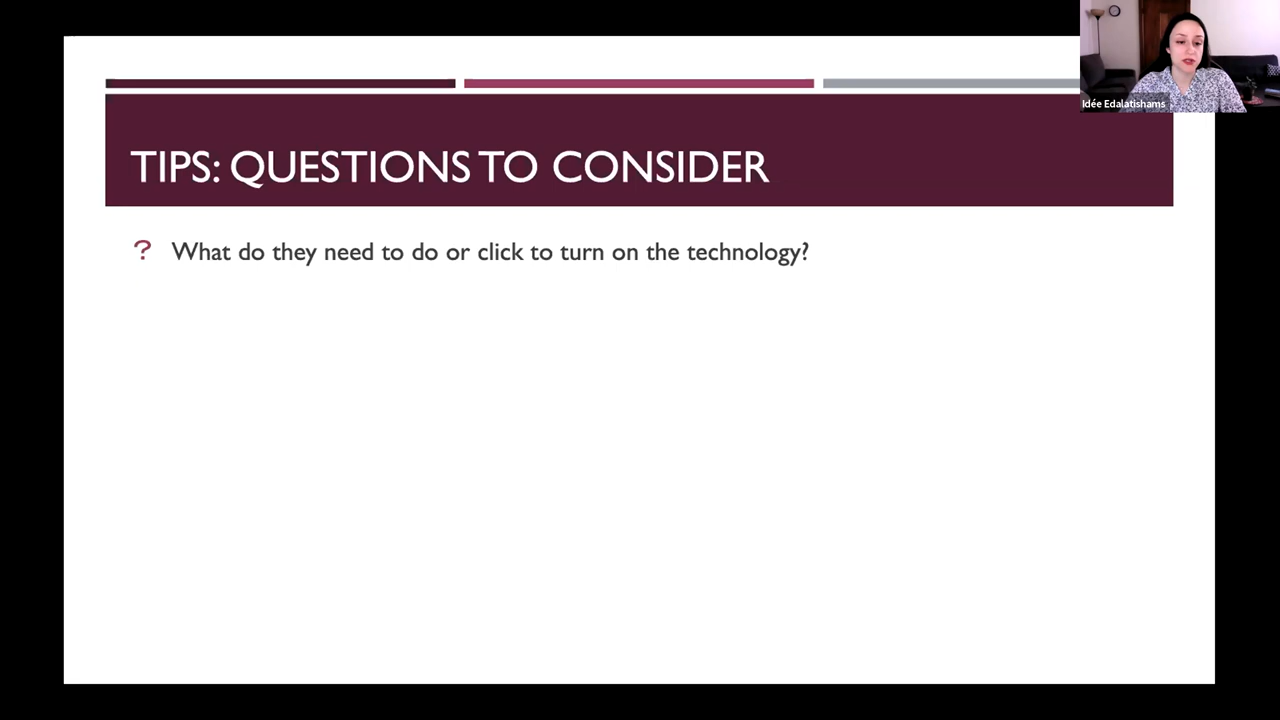 Idée Edalatishams
TIPS: QUESTIONS TO CONSIDER
? What do they need to do or click to turn on the technology?